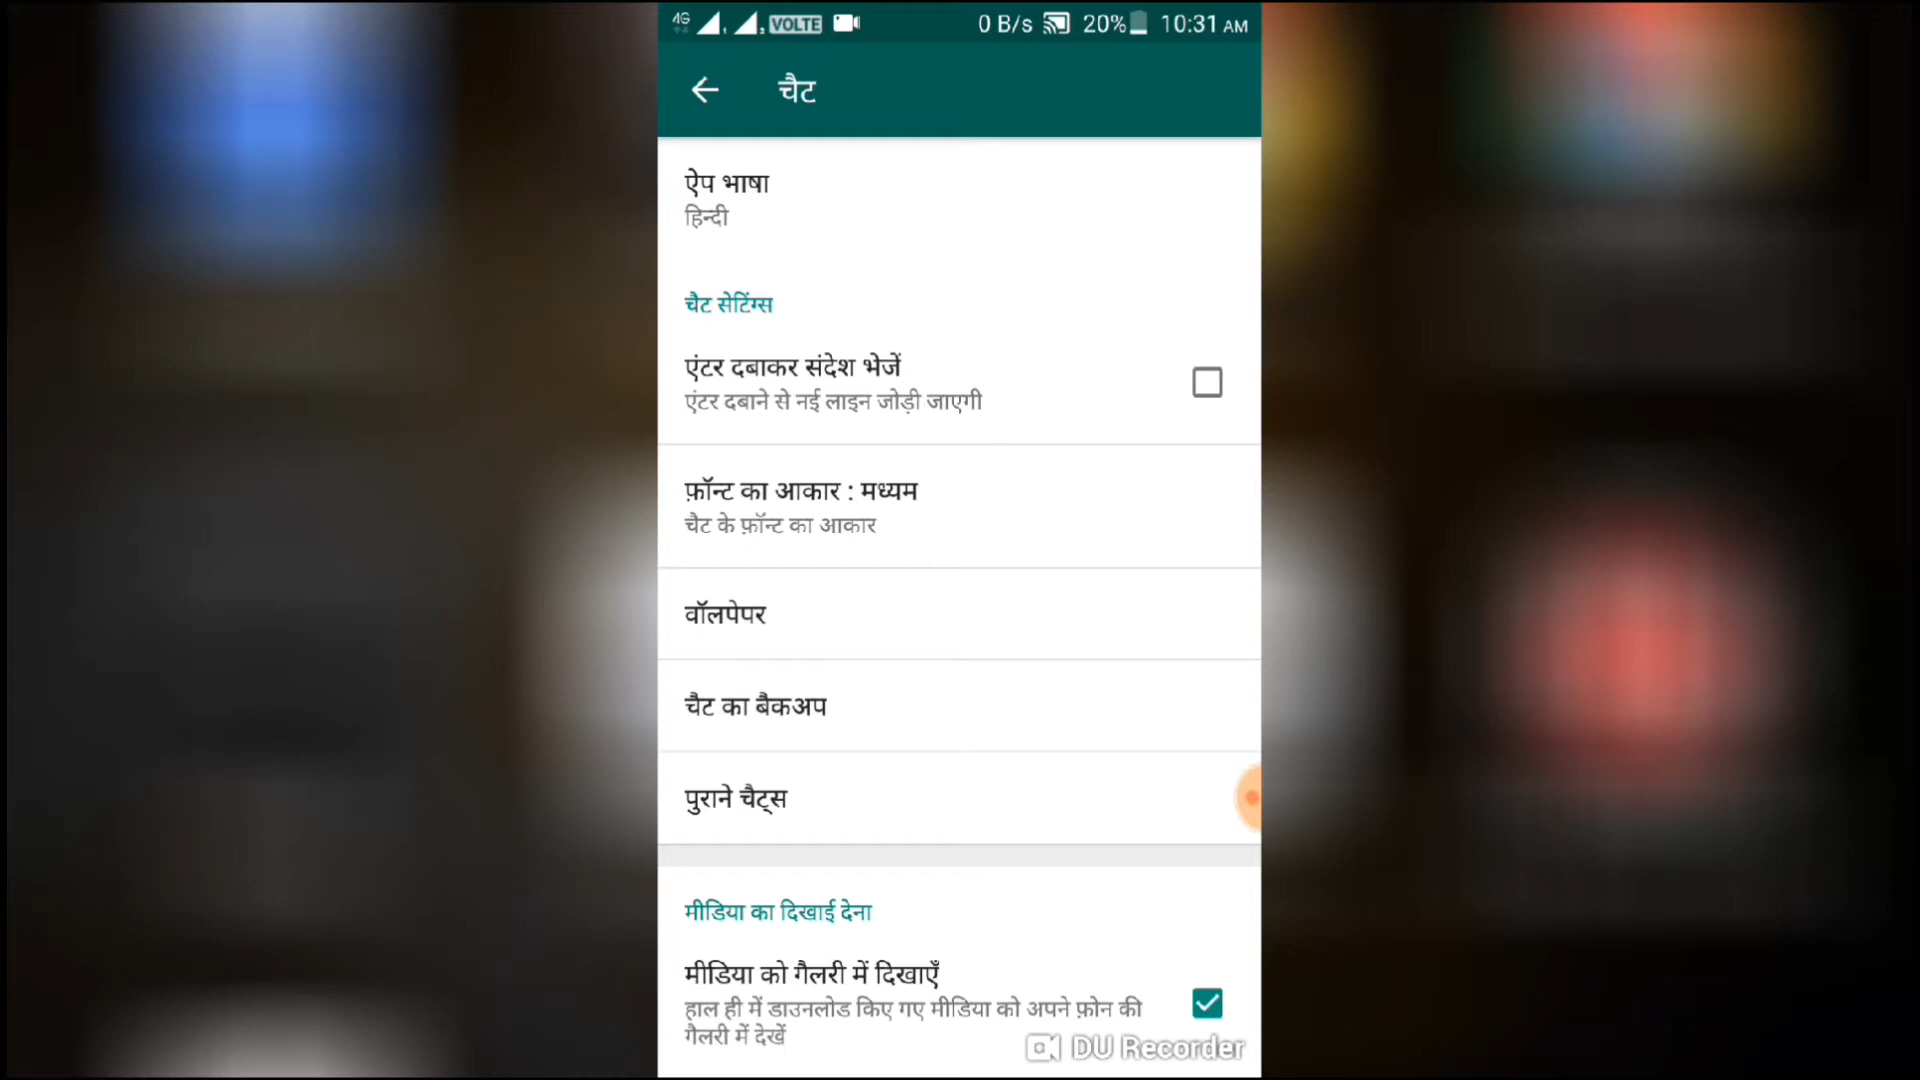 4G VOLTE 0 B/s 20% 10:31 AM
चैट
ऐप भाषा
हिन्दी
चैट सेटिंग्स
एंटर दबाकर संदेश भेजें
एंटर दबाने से नई लाइन जोड़ी जाएगी
फ़ॉन्ट का आकार : मध्यम
चैट के फ़ॉन्ट का आकार
वॉलपेपर
चैट का बैकअप
पुराने चैट्स
मीडिया का दिखाई देना
मीडिया को गैलरी में दिखाएँ
हाल ही में डाउनलोड किए गए मीडिया को अपने फ़ोन की
गैलरी में देखें
DU Recorder